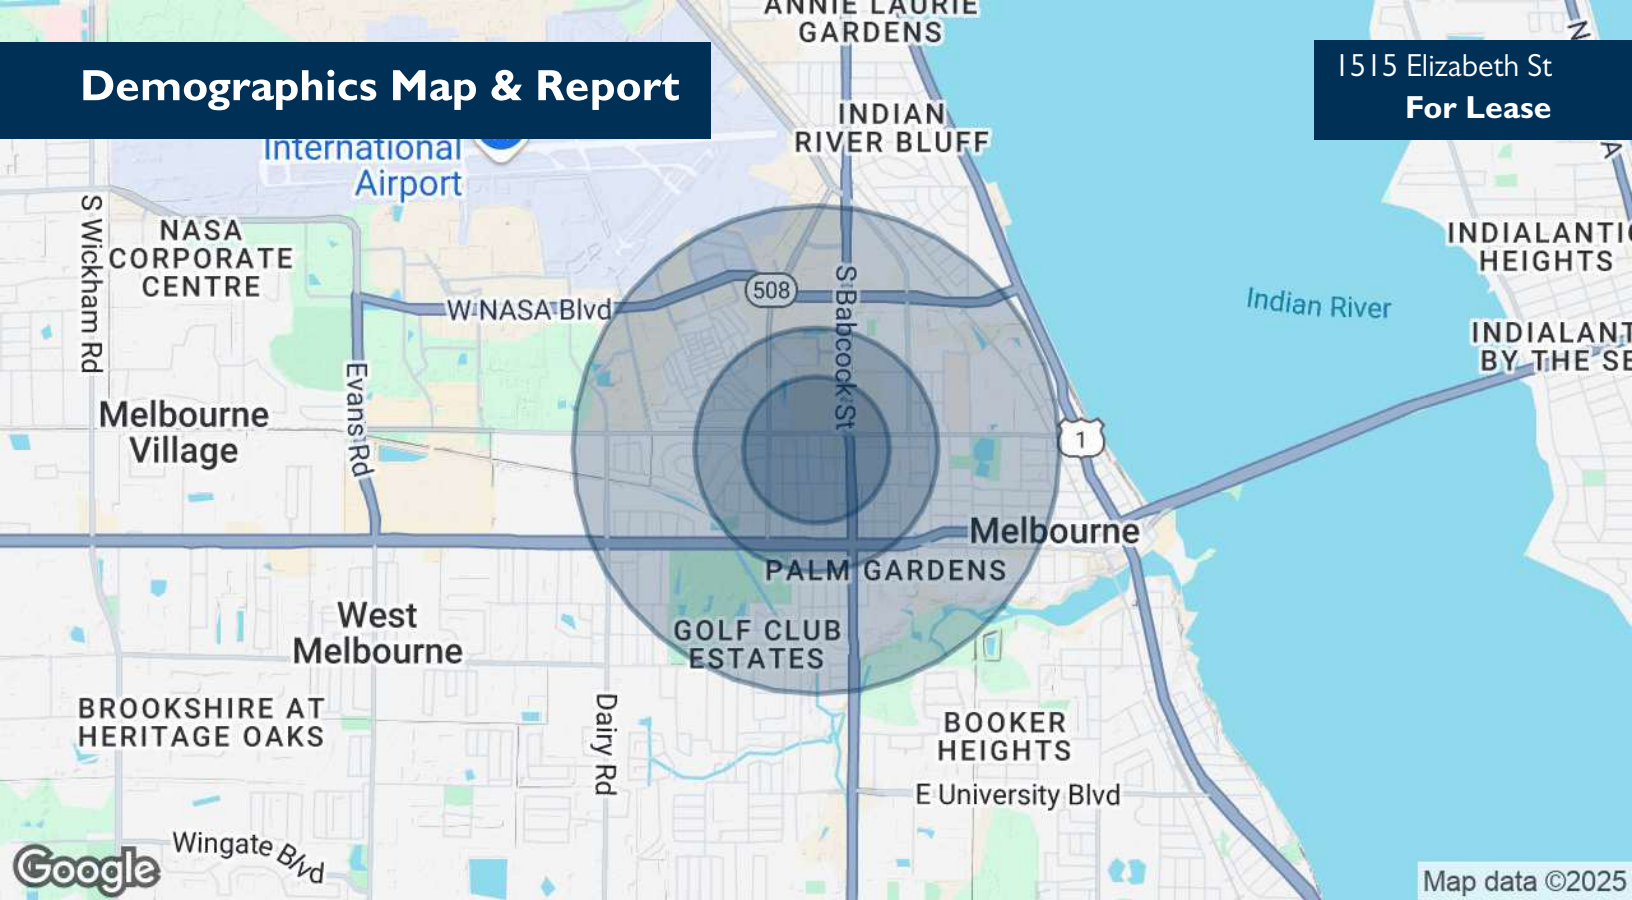 ANNIE LAURIE
GARDENS
Demographics Map & Report
1515 Elizabeth St
For Lease
INDIAN
RIVER BLUFF
International
Airport
N
A
S Wickham Rd
NASA
CORPORATE
CENTRE
INDIALANTIC
HEIGHTS
508
S Babcock St
W NASA Blvd
Indian River
INDIALANT
BY THE SE
Evans Rd
Melbourne
Village
1
Melbourne
PALM GARDENS
West
Melbourne
GOLF CLUB
ESTATES
BROOKSHIRE AT
HERITAGE OAKS
Dairy Rd
BOOKER
HEIGHTS
E University Blvd
Wingate Blvd
Google
Map data ©2025